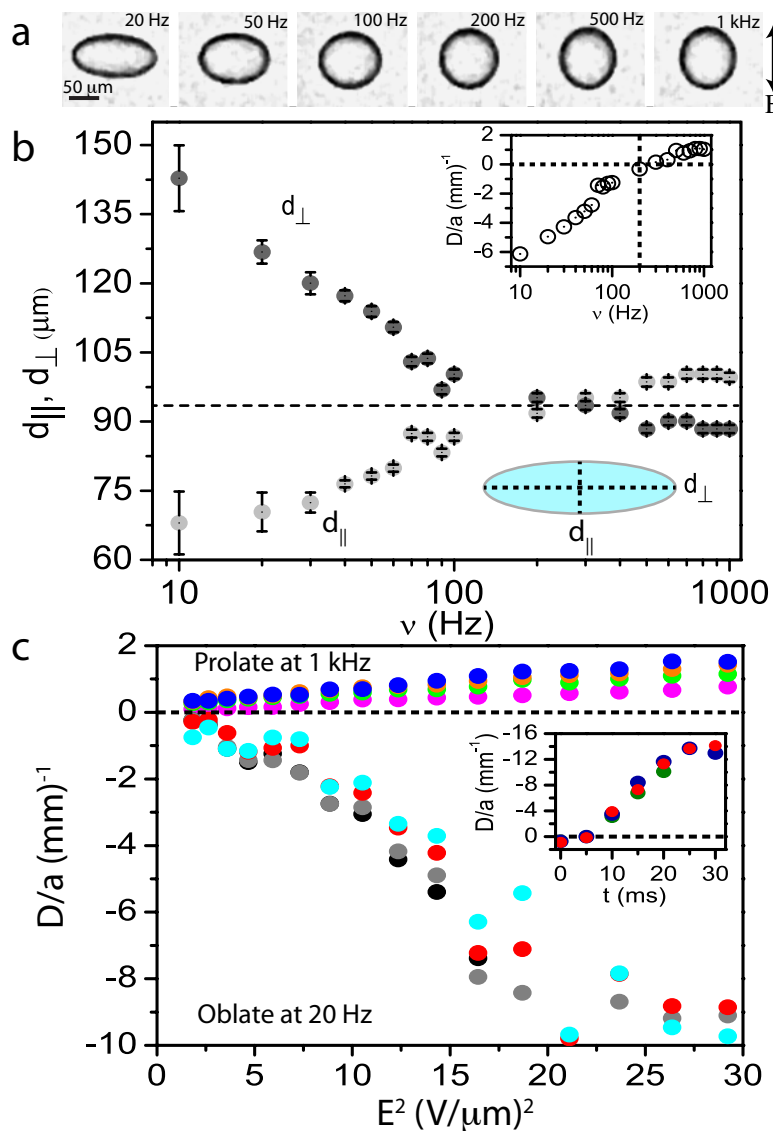 a
20 Hz
50 Hz
100 Hz
200 Hz
500 Hz
1 kHz
50 μm
b
150
135
120
105
90
75
60
d||, d⊥ (μm)
d⊥
d||
10
100
1000
ν (Hz)
2
0
-2
-4
-6
D/a (mm)⁻¹
10
100
1000
ν (Hz)
d⊥
d||
c
2
0
-2
-4
-6
-8
-10
D/a (mm)⁻¹
Prolate at 1 kHz
Oblate at 20 Hz
-16
-12
-8
-4
0
D/a (mm⁻¹)
0
10
20
30
t (ms)
0
5
10
15
20
25
30
E² (V/μm)²